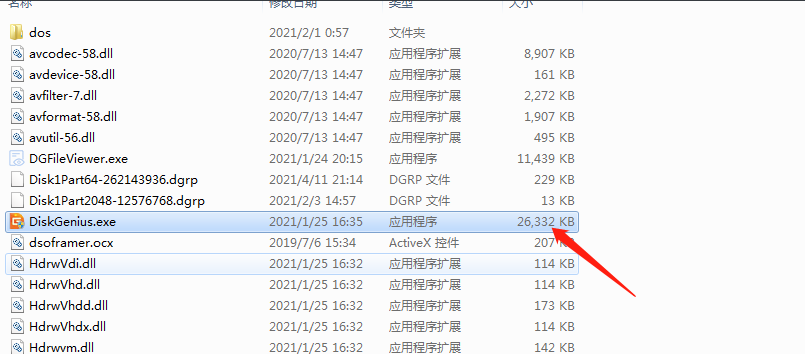 名称 修改日期 类型 大小
dos 2021/2/1 0:57 文件夹
avcodec-58.dll 2020/7/13 14:47 应用程序扩展 8,907 KB
avdevice-58.dll 2020/7/13 14:47 应用程序扩展 161 KB
avfilter-7.dll 2020/7/13 14:47 应用程序扩展 2,272 KB
avformat-58.dll 2020/7/13 14:47 应用程序扩展 1,907 KB
avutil-56.dll 2020/7/13 14:47 应用程序扩展 495 KB
DGFileViewer.exe 2021/1/24 20:15 应用程序 11,439 KB
Disk1Part64-262143936.dgrp 2021/4/11 21:14 DGRP 文件 229 KB
Disk1Part2048-12576768.dgrp 2021/2/3 14:57 DGRP 文件 13 KB
DiskGenius.exe 2021/1/25 16:35 应用程序 26,332 KB
dsoframer.ocx 2019/7/6 15:34 ActiveX 控件 207 KB
HdrwVdi.dll 2021/1/25 16:32 应用程序扩展 114 KB
HdrwVhd.dll 2021/1/25 16:32 应用程序扩展 114 KB
HdrwVhdd.dll 2021/1/25 16:32 应用程序扩展 173 KB
HdrwVhdx.dll 2021/1/25 16:32 应用程序扩展 114 KB
Hdrwvm.dll 2021/1/25 16:32 应用程序扩展 142 KB